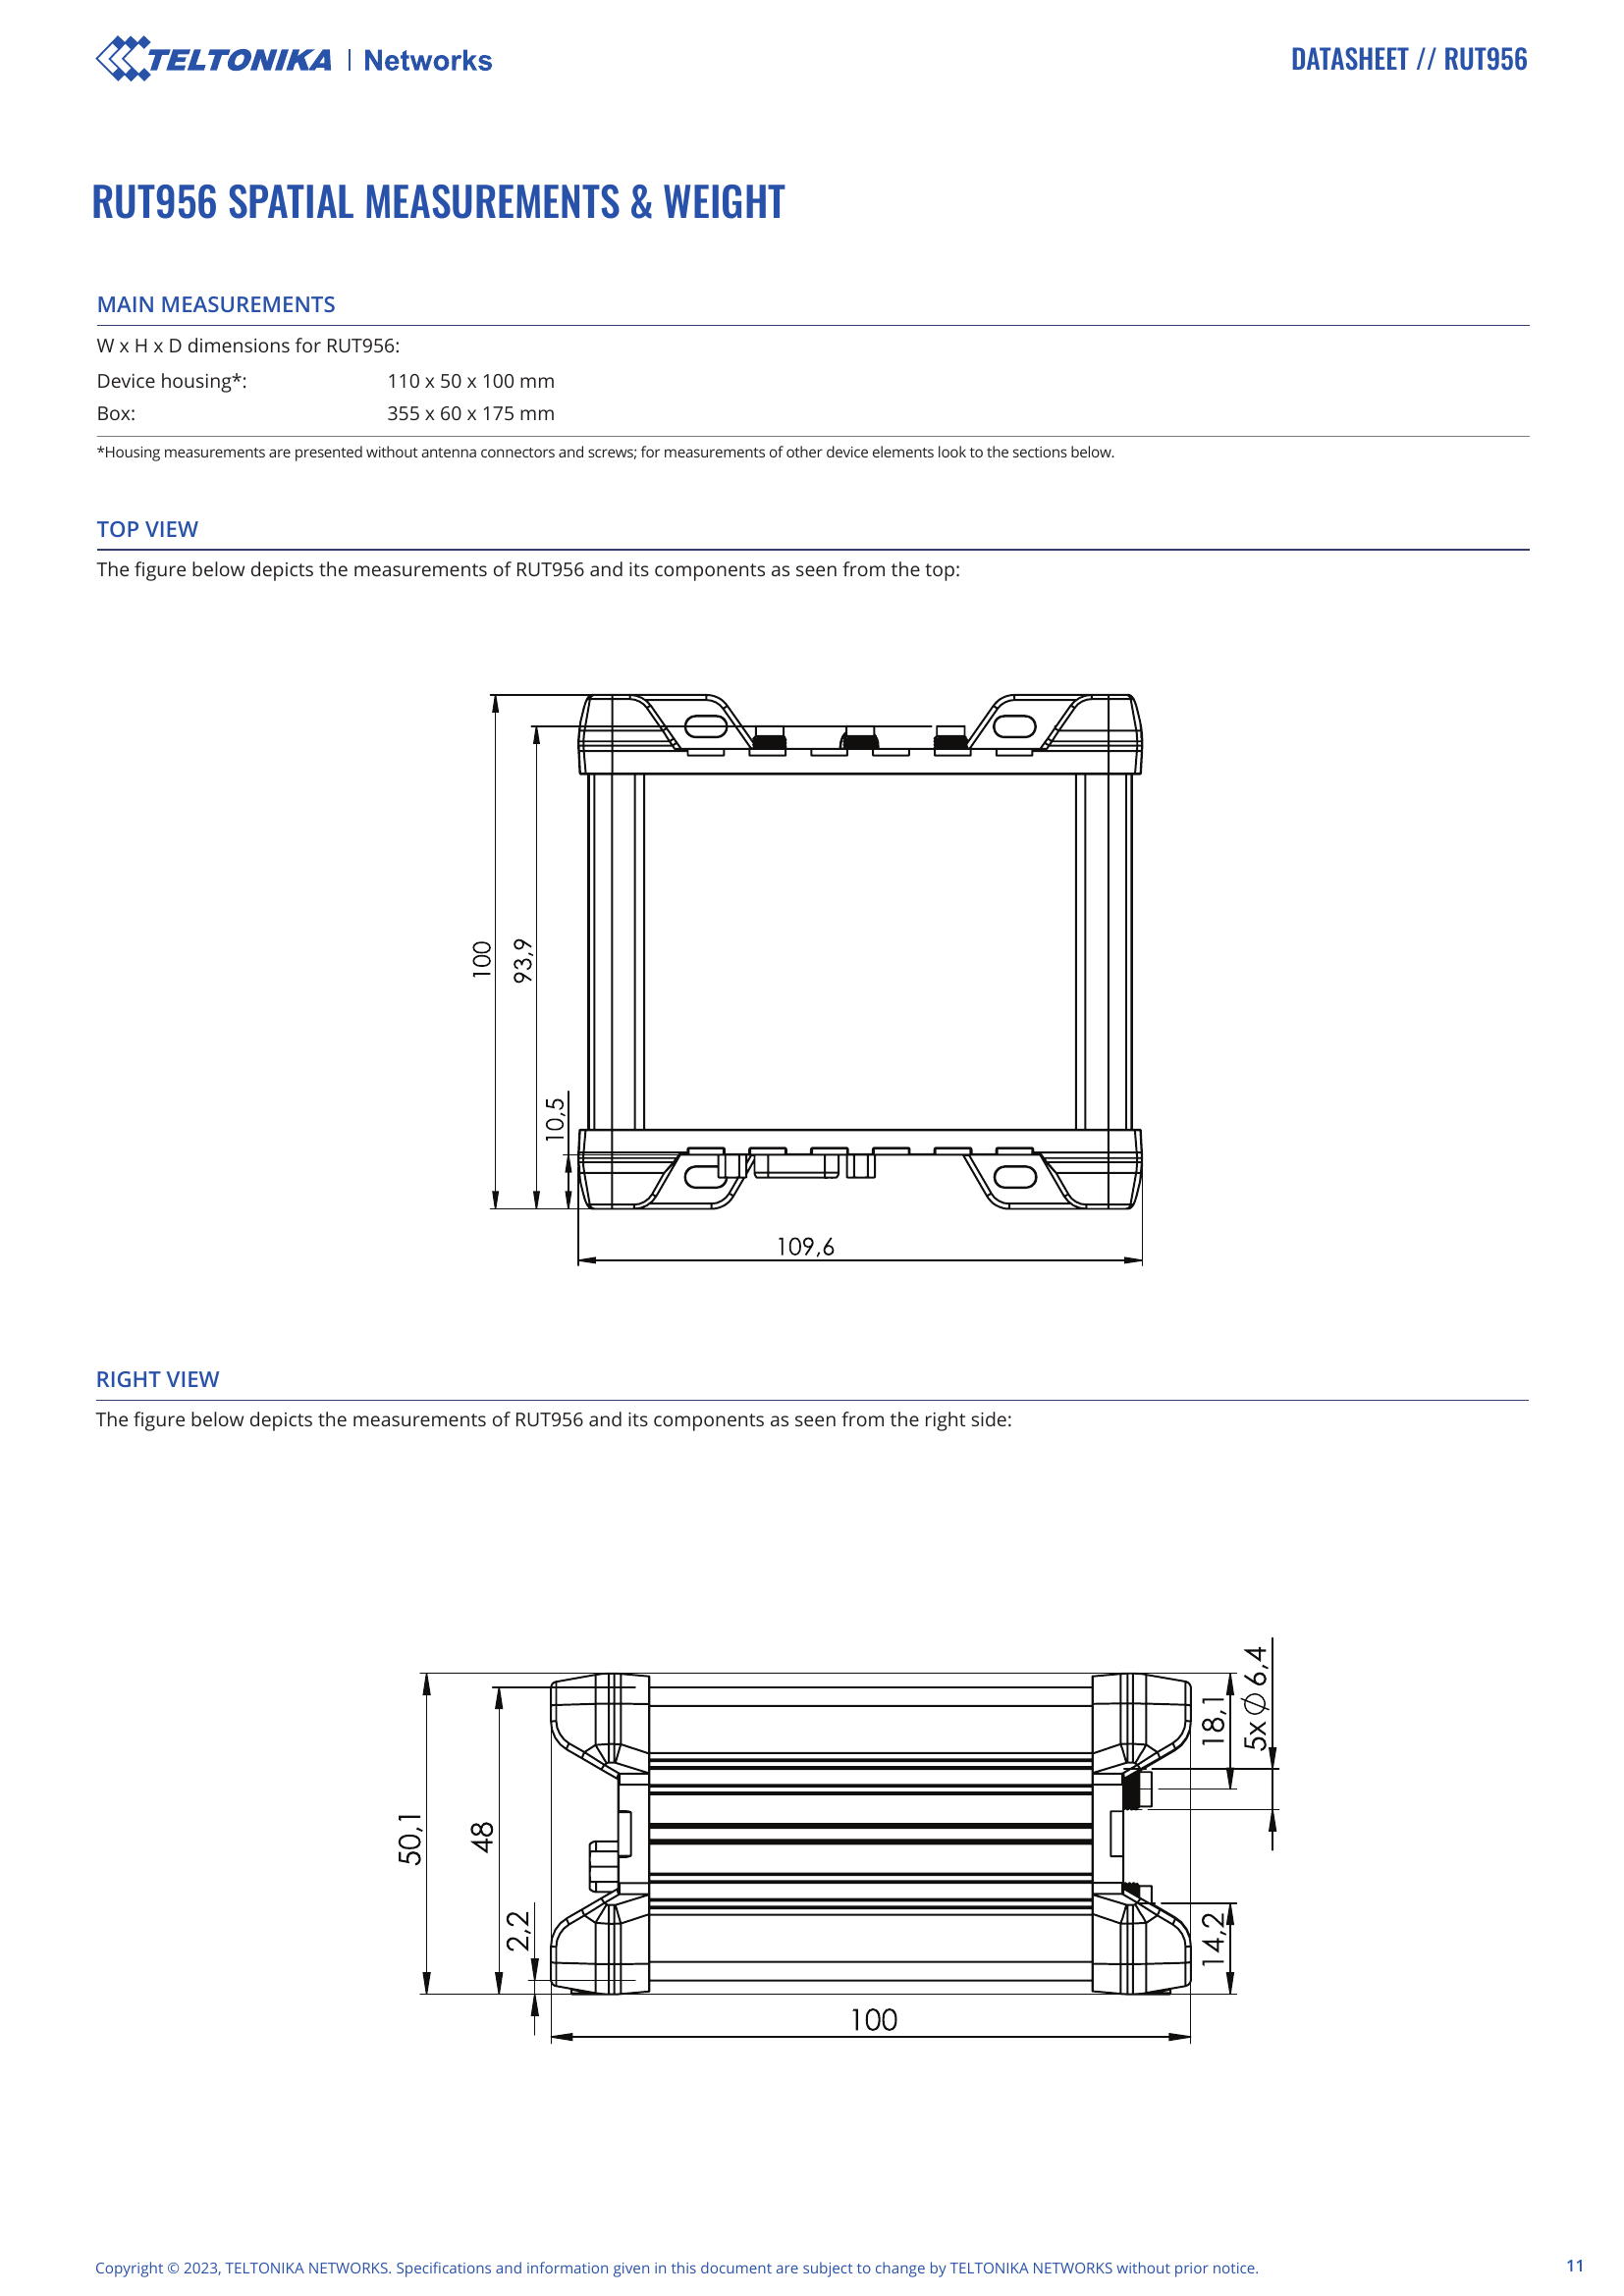 TELTONIKA | Networks
DATASHEET // RUT956
RUT956 SPATIAL MEASUREMENTS & WEIGHT
MAIN MEASUREMENTS
W x H x D dimensions for RUT956:
Device housing*: 110 x 50 x 100 mm
Box: 355 x 60 x 175 mm
*Housing measurements are presented without antenna connectors and screws; for measurements of other device elements look to the sections below.
TOP VIEW
The figure below depicts the measurements of RUT956 and its components as seen from the top:
100
93,9
10,5
109,6
RIGHT VIEW
The figure below depicts the measurements of RUT956 and its components as seen from the right side:
50,1
48
2,2
18,1
5x ∅ 6,4
14,2
100
Copyright © 2023, TELTONIKA NETWORKS. Specifications and information given in this document are subject to change by TELTONIKA NETWORKS without prior notice.
11